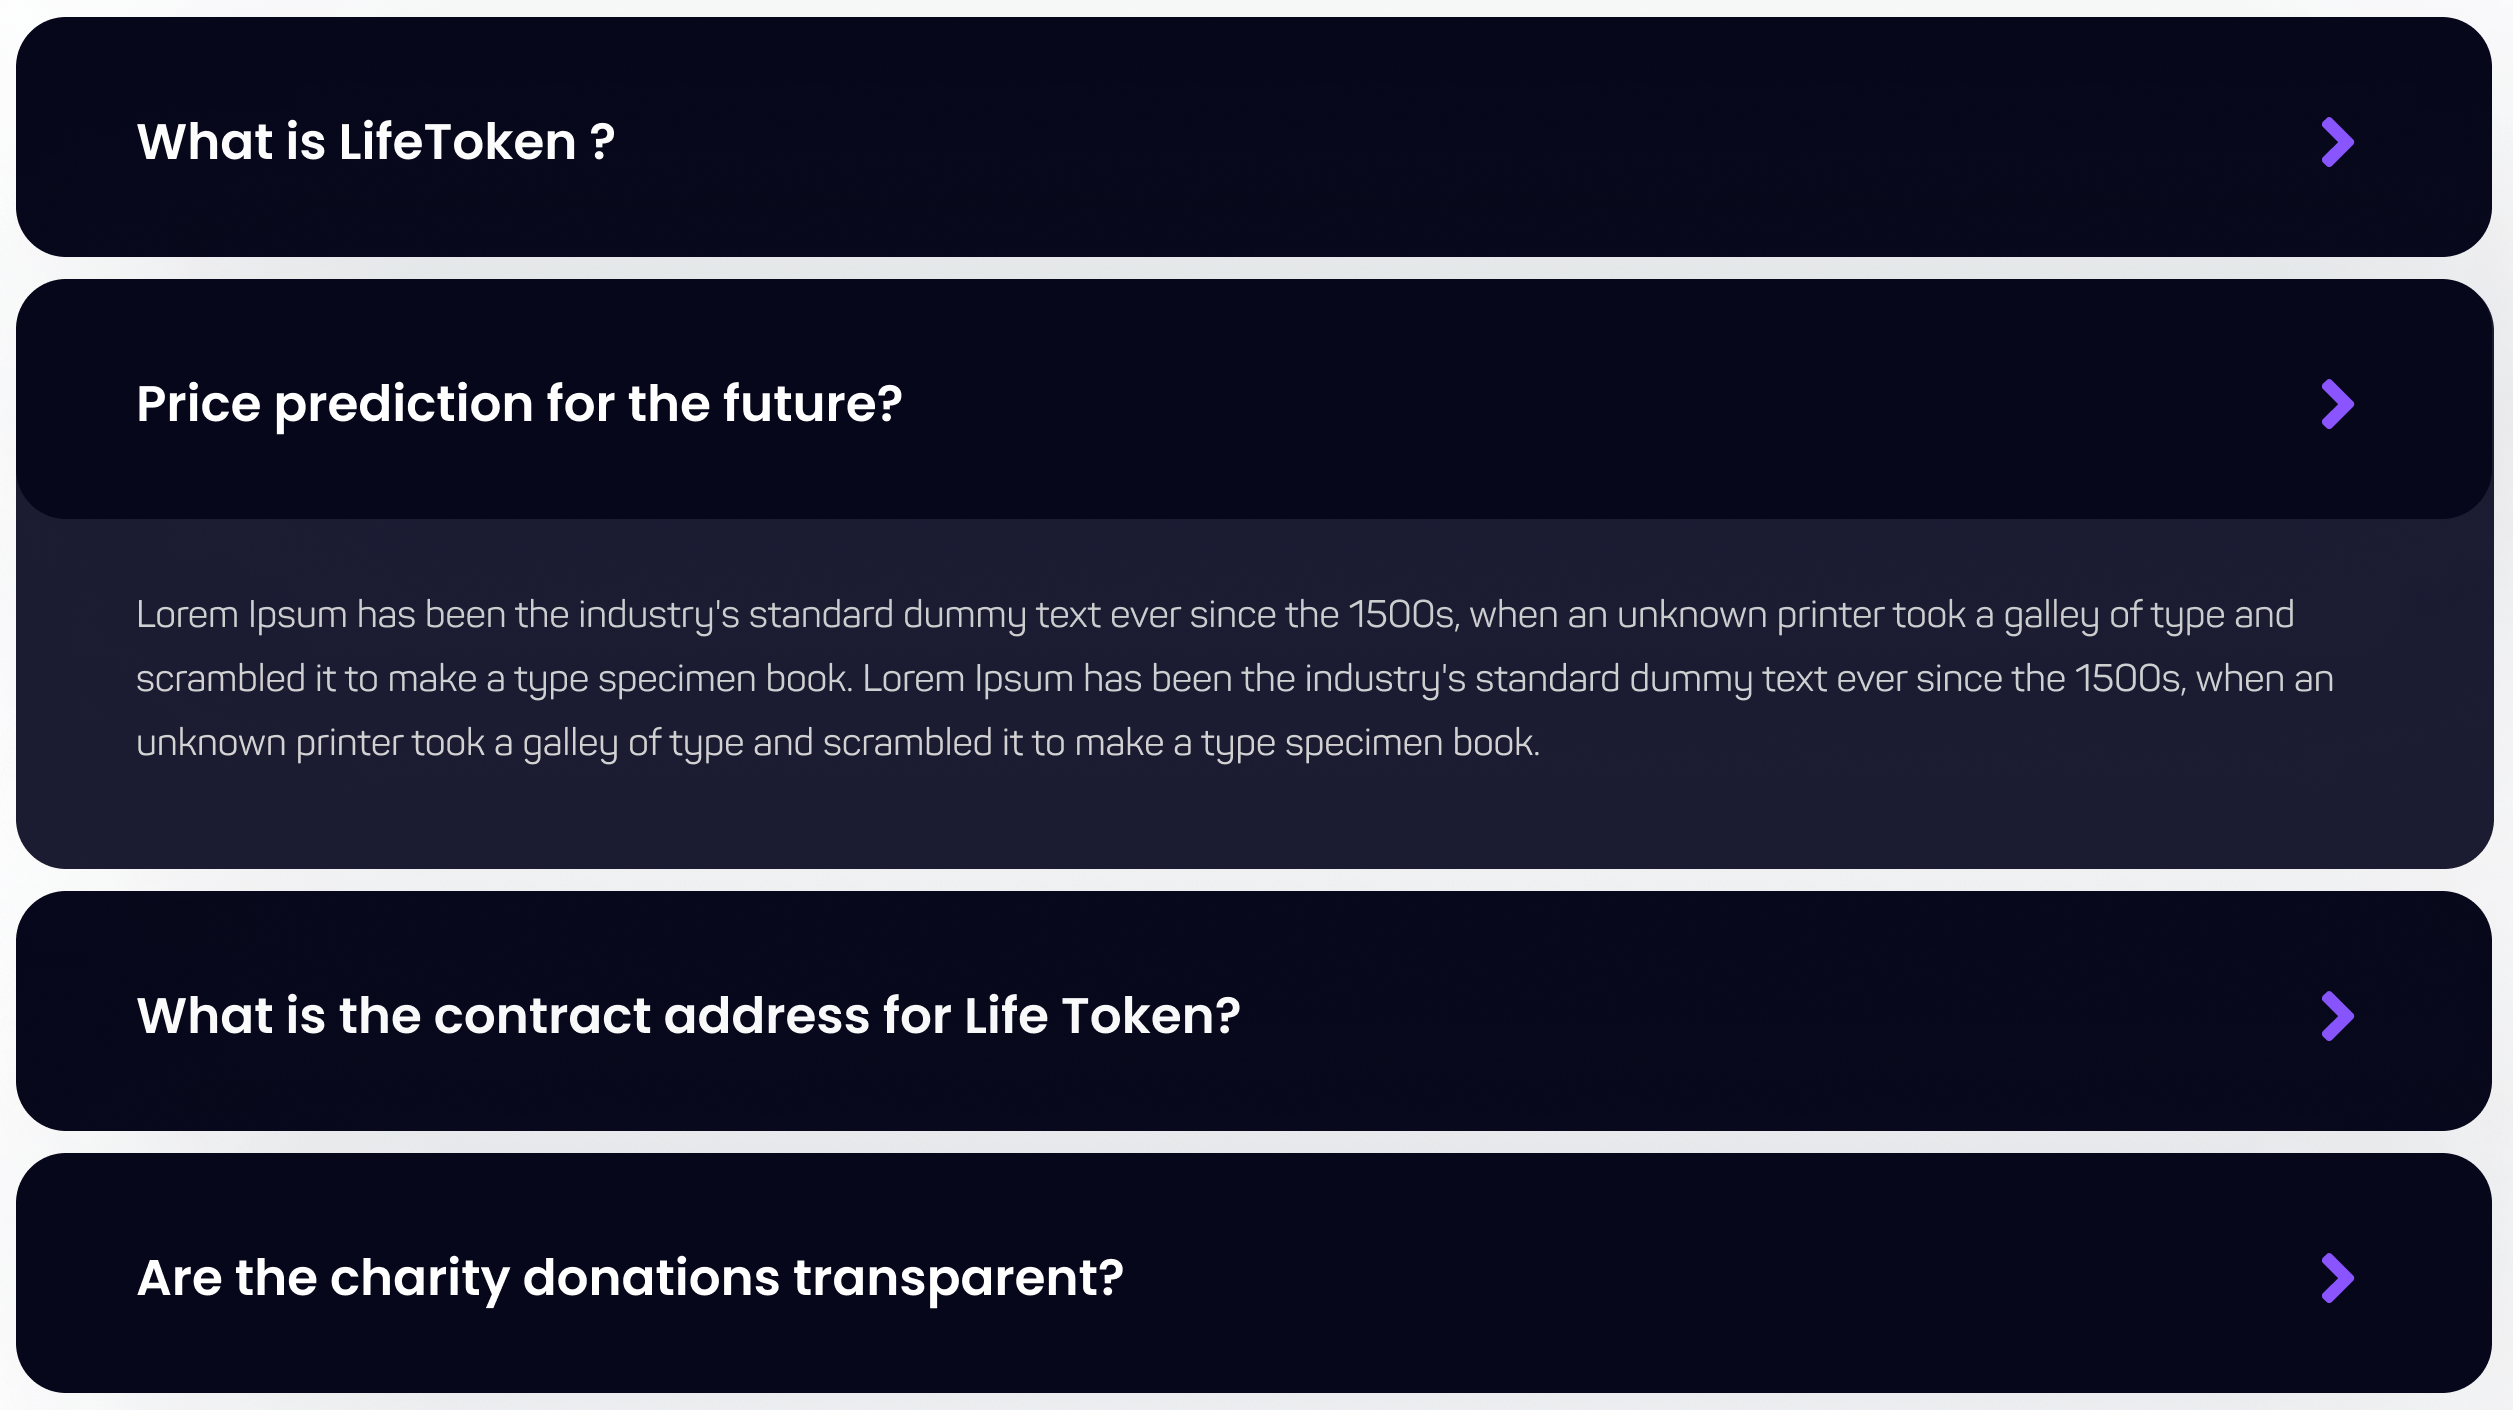 What is LifeToken ?
Price prediction for the future?
Lorem Ipsum has been the industry's standard dummy text ever since the 1500s, when an unknown printer took a galley of type and
scrambled it to make a type specimen book. Lorem Ipsum has been the industry's standard dummy text ever since the 1500s, when an
unknown printer took a galley of type and scrambled it to make a type specimen book.
What is the contract address for Life Token?
Are the charity donations transparent?